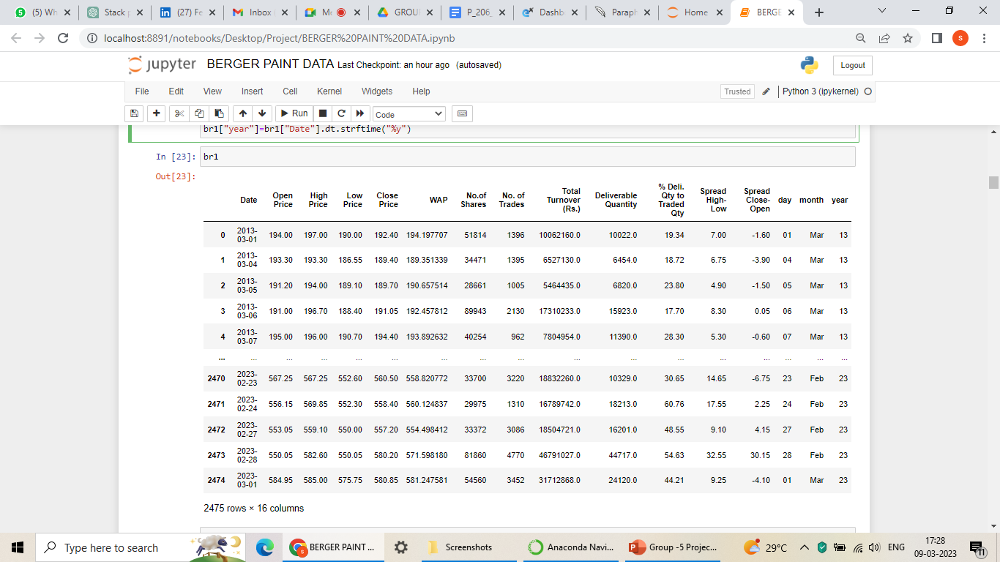 (5) Wh
Stack p
(27) Fe
Inbox (
Me
GROUI
P_206_
Dashb
Paraph
Home
BERGE
localhost:8891/notebooks/Desktop/Project/BERGER%20PAINT%20DATA.ipynb
S
jupyter BERGER PAINT DATA Last Checkpoint: an hour ago (autosaved)
Logout
File Edit View Insert Cell Kernel Widgets Help
Trusted
Python 3 (ipykernel)
Run
Code
br1["year"]=br1["Date"].dt.strftime("%y")
In [23]: br1
Out[23]:
Date Open Price High Price Low Price Close Price WAP No.of Shares No. of Trades Total Turnover (Rs.) Deliverable Quantity % Deli. Qty to Traded Qty Spread High-Low Spread Close-Open day month year
0 2013-03-01 194.00 197.00 190.00 192.40 194.197707 51814 1396 10062160.0 10022.0 19.34 7.00 -1.60 01 Mar 13
1 2013-03-04 193.30 193.30 186.55 189.40 189.351339 34471 1395 6527130.0 6454.0 18.72 6.75 -3.90 04 Mar 13
2 2013-03-05 191.20 194.00 189.10 189.70 190.657514 28661 1005 5464435.0 6820.0 23.80 4.90 -1.50 05 Mar 13
3 2013-03-06 191.00 196.70 188.40 191.05 192.457812 89943 2130 17310233.0 15923.0 17.70 8.30 0.05 06 Mar 13
4 2013-03-07 195.00 196.00 190.70 194.40 193.892632 40254 962 7804954.0 11390.0 28.30 5.30 -0.60 07 Mar 13
... ... ... ... ... ... ... ... ... ... ... ... ... ... ... ... ...
2470 2023-02-23 567.25 567.25 552.60 560.50 558.820772 33700 3220 18832260.0 10329.0 30.65 14.65 -6.75 23 Feb 23
2471 2023-02-24 556.15 569.85 552.30 558.40 560.124837 29975 1310 16789742.0 18213.0 60.76 17.55 2.25 24 Feb 23
2472 2023-02-27 553.05 559.10 550.00 557.20 554.498412 33372 3086 18504721.0 16201.0 48.55 9.10 4.15 27 Feb 23
2473 2023-02-28 550.05 582.60 550.05 580.20 571.598180 81860 4770 46791027.0 44717.0 54.63 32.55 30.15 28 Feb 23
2474 2023-03-01 584.95 585.00 575.75 580.85 581.247581 54560 3452 31712868.0 24120.0 44.21 9.25 -4.10 01 Mar 23
2475 rows × 16 columns
Type here to search
BERGER PAINT ...
Screenshots
Anaconda Navi...
Group -5 Projec...
29°C
ENG
17:28
09-03-2023
11